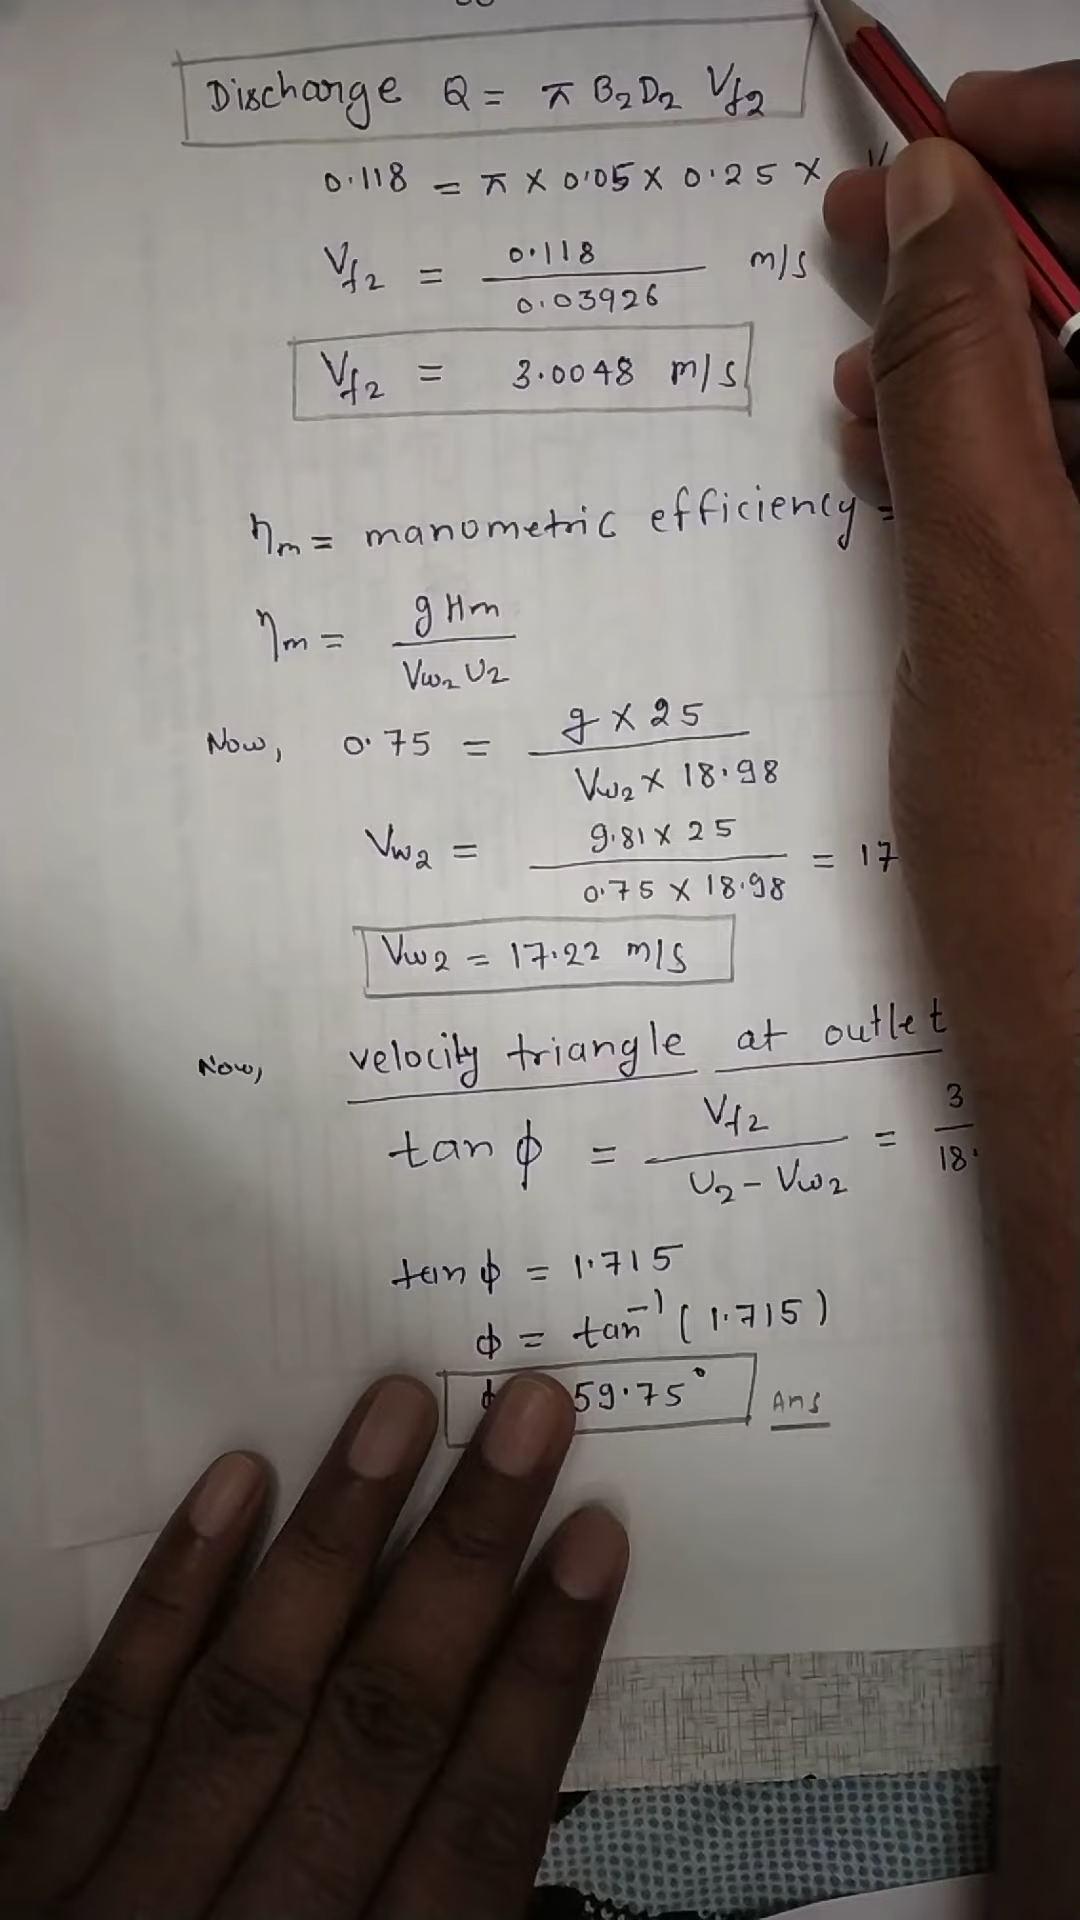 Discharge Q = π B₂D₂ Vf₂
0.118 = π × 0.05 × 0.25 ×
Vf₂ = 0.118 / 0.03926 m/s
Vf₂ = 3.0048 m/s
ηm = manometric efficiency =
ηm = gHm / Vw₂ U₂
Now, 0.75 = g × 25 / Vw₂ × 18.98
Vw₂ = 9.81 × 25 / 0.75 × 18.98 = 17
Vw₂ = 17.22 m/s
Now, velocity triangle at outlet
tan ϕ = Vf₂ / U₂ - Vw₂ = 3 / 18.
tan ϕ = 1.715
ϕ = tan⁻¹ (1.715)
59.75° Ans